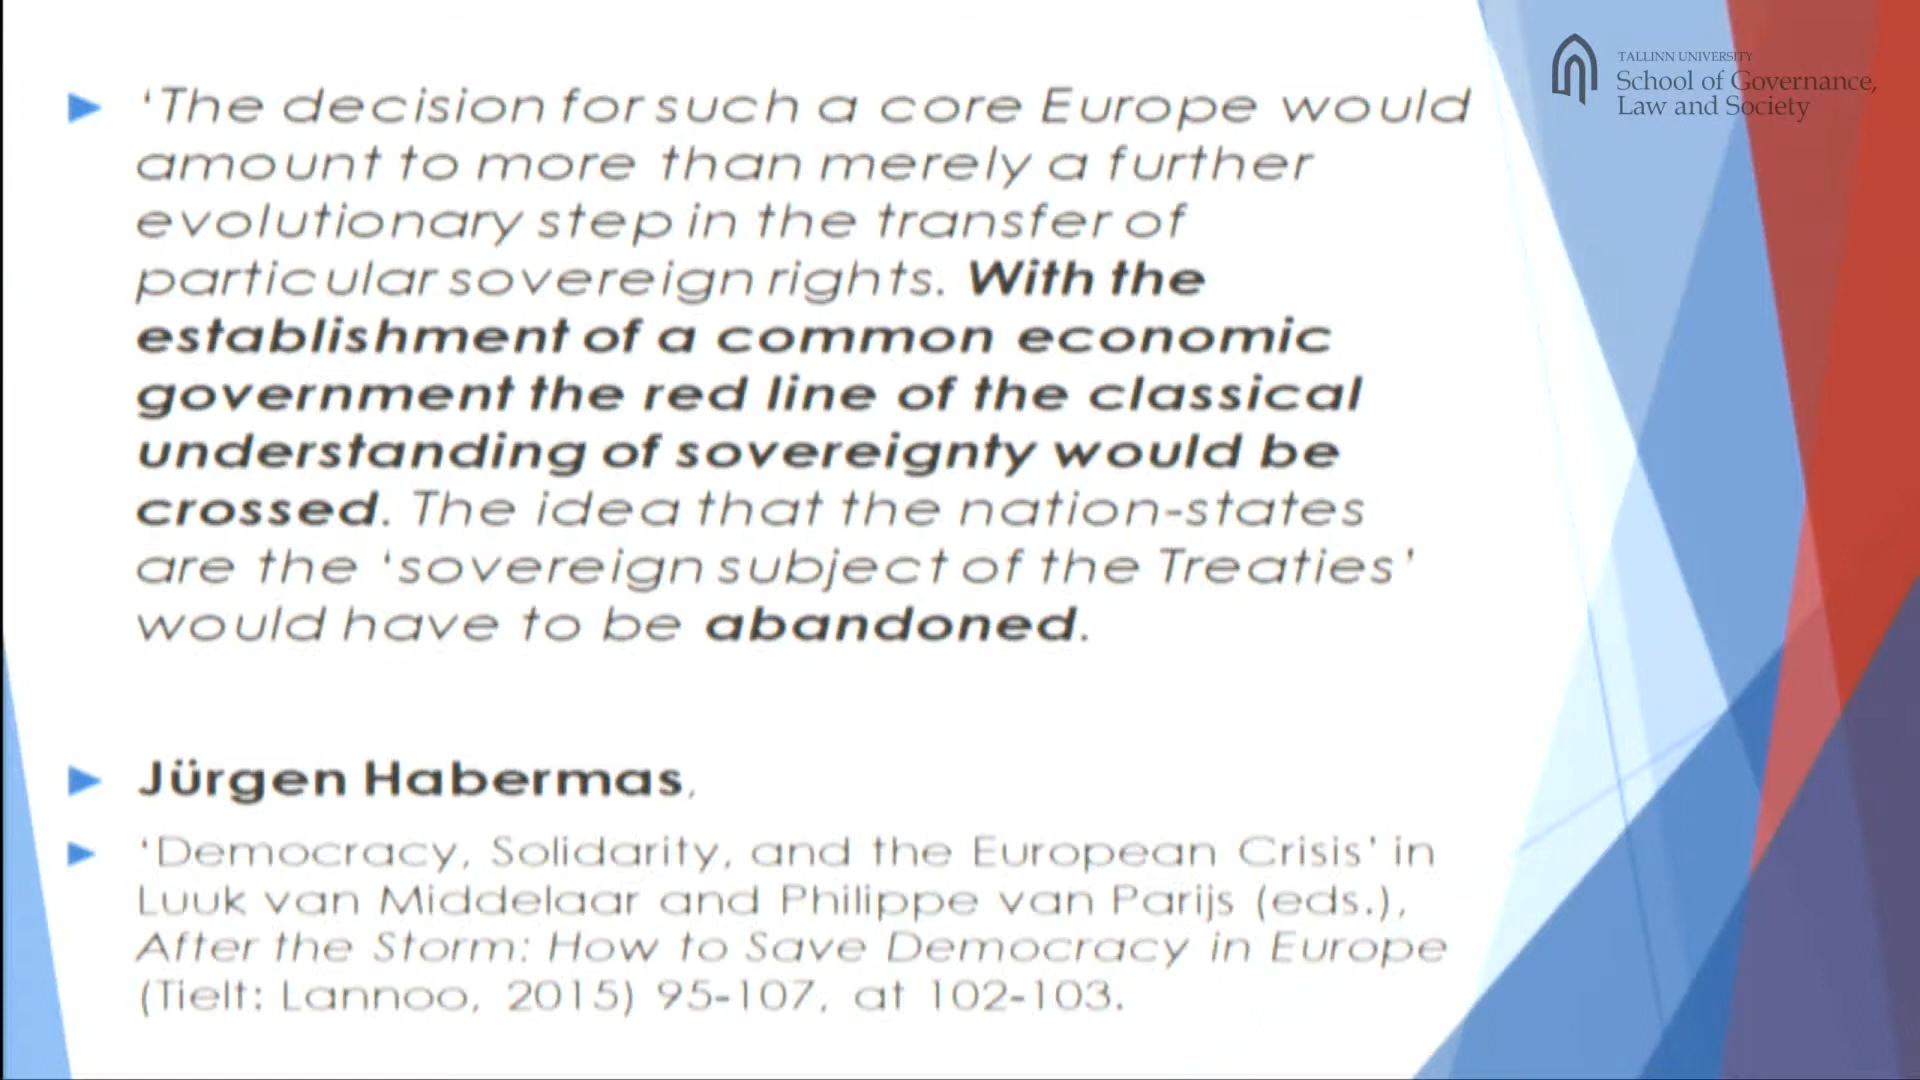 TALLINN UNIVERSITY
School of Governance,
Law and Society
‘The decision for such a core Europe would
amount to more than merely a further
evolutionary step in the transfer of
particular sovereign rights. With the
establishment of a common economic
government the red line of the classical
understanding of sovereignty would be
crossed. The idea that the nation-states
are the ‘sovereign subject of the Treaties’
would have to be abandoned.
Jürgen Habermas,
‘Democracy, Solidarity, and the European Crisis’ in
Luuk van Middelaar and Philippe van Parijs (eds.),
After the Storm: How to Save Democracy in Europe
(Tielt: Lannoo, 2015) 95-107, at 102-103.